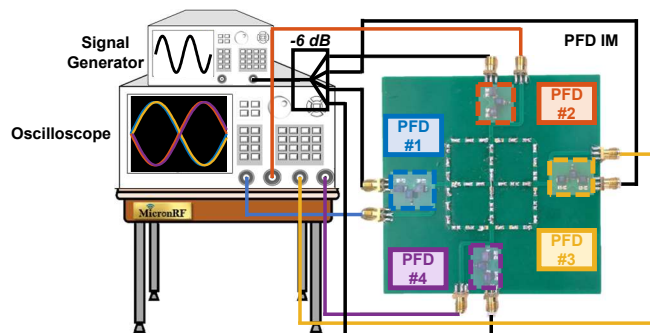 Signal
Generator
-6 dB
PFD IM
Oscilloscope
PFD
#1
PFD
#2
PFD
#3
PFD
#4
MicronRF